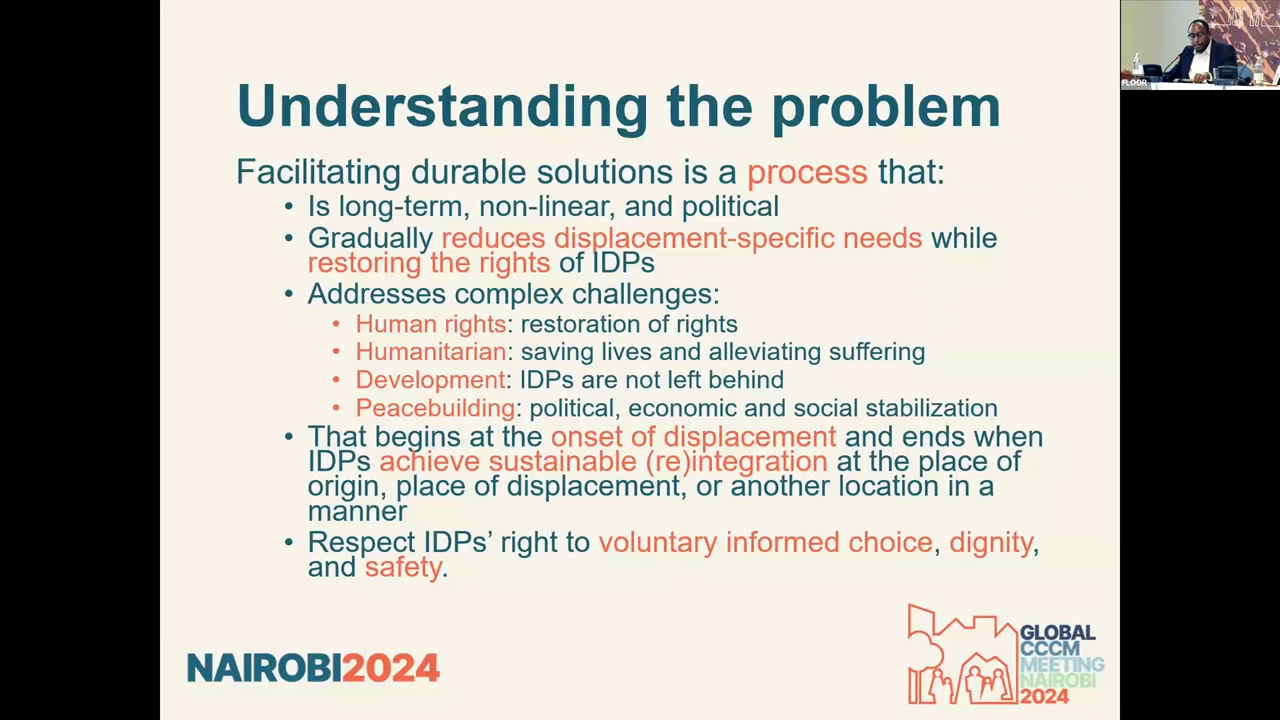 Understanding the problem
Facilitating durable solutions is a process that:
• Is long-term, non-linear, and political
• Gradually reduces displacement-specific needs while
restoring the rights of IDPs
• Addresses complex challenges:
• Human rights: restoration of rights
• Humanitarian: saving lives and alleviating suffering
• Development: IDPs are not left behind
• Peacebuilding: political, economic and social stabilization
• That begins at the onset of displacement and ends when
IDPs achieve sustainable (re)integration at the place of
origin, place of displacement, or another location in a
manner
• Respect IDPs’ right to voluntary informed choice, dignity,
and safety.
NAIROBI2024
GLOBAL
CCCM
MEETING
NAIROBI
2024
FLOOR